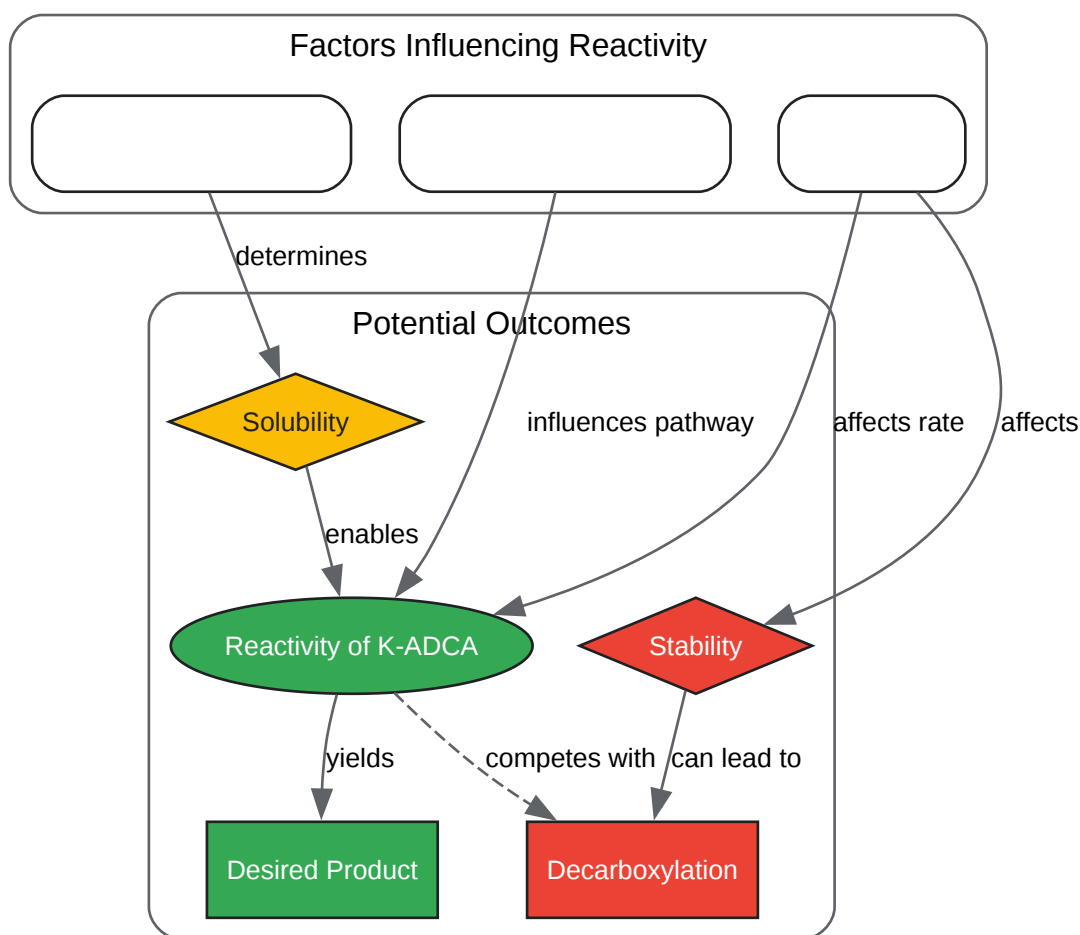 Factors Influencing Reactivity
determines
Potential Outcomes
Solubility
influences pathway
affects rate
affects
enables
Reactivity of K-ADCA
Stability
yields
competes with
can lead to
Desired Product
Decarboxylation